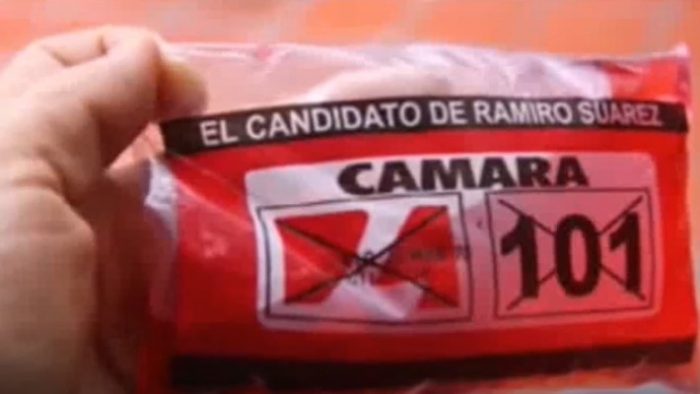 EL CANDIDATO DE RAMIRO SUAREZ
CAMARA
101